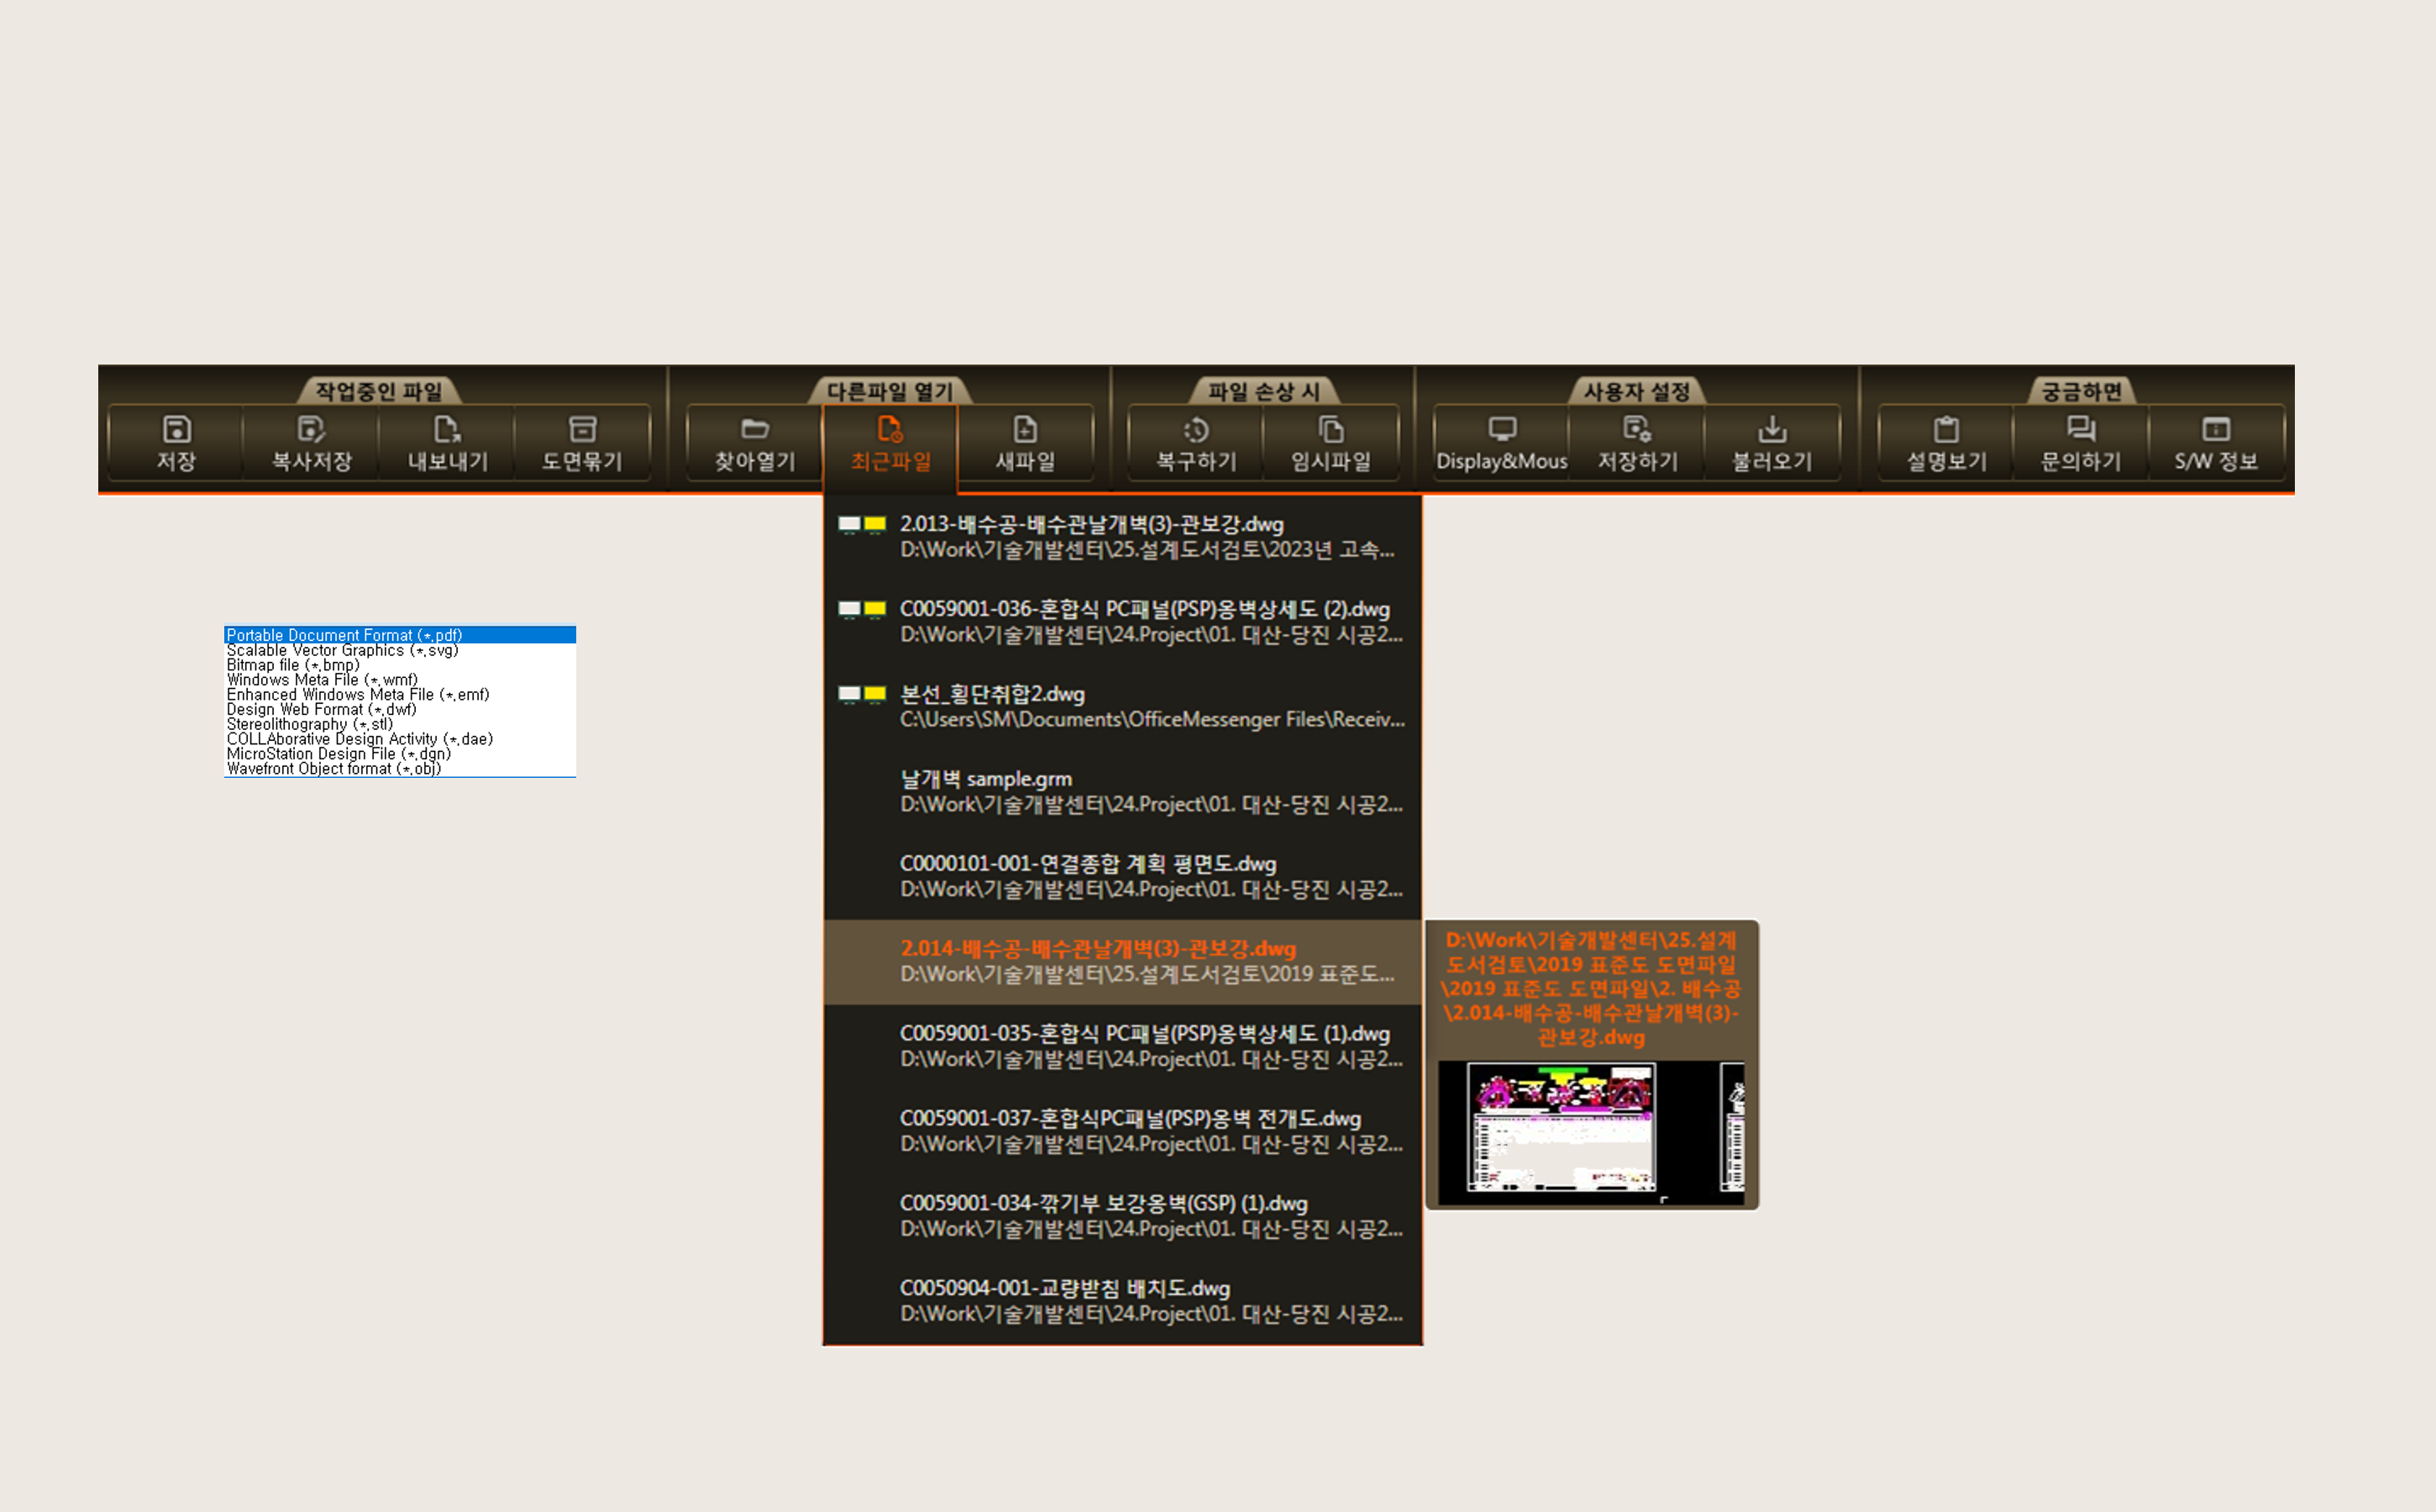 작업중인 파일
저장
복사저장
내보내기
도면묶기
다른파일 열기
찾아열기
최근파일
새파일
파일 손상 시
복구하기
임시파일
사용자 설정
Display&Mous
저장하기
불러오기
궁금하면
설명보기
문의하기
S/W 정보
Portable Document Format (*.pdf)
Scalable Vector Graphics (*.svg)
Bitmap file (*.bmp)
Windows Meta File (*.wmf)
Enhanced Windows Meta File (*.emf)
Design Web Format (*.dwf)
Stereolithography (*.stl)
COLLAborative Design Activity (*.dae)
MicroStation Design File (*.dgn)
Wavefront Object format (*.obj)
2.013-배수공-배수관날개벽(3)-관보강.dwg
D:\Work\기술개발센터\25.설계도서검토\2023년 고속...
C0059001-036-혼합식 PC패널(PSP)옹벽상세도 (2).dwg
D:\Work\기술개발센터\24.Project\01. 대산-당진 시공2...
본선_횡단취합2.dwg
C:\Users\SM\Documents\OfficeMessenger Files\Receiv...
날개벽 sample.grm
D:\Work\기술개발센터\24.Project\01. 대산-당진 시공2...
C0000101-001-연결종합 계획 평면도.dwg
D:\Work\기술개발센터\24.Project\01. 대산-당진 시공2...
2.014-배수공-배수관날개벽(3)-관보강.dwg
D:\Work\기술개발센터\25.설계도서검토\2019 표준도...
C0059001-035-혼합식 PC패널(PSP)옹벽상세도 (1).dwg
D:\Work\기술개발센터\24.Project\01. 대산-당진 시공2...
C0059001-037-혼합식PC패널(PSP)옹벽 전개도.dwg
D:\Work\기술개발센터\24.Project\01. 대산-당진 시공2...
C0059001-034-깎기부 보강옹벽(GSP) (1).dwg
D:\Work\기술개발센터\24.Project\01. 대산-당진 시공2...
C0050904-001-교량받침 배치도.dwg
D:\Work\기술개발센터\24.Project\01. 대산-당진 시공2...
D:\Work\기술개발센터\25.설계
도서검토\2019 표준도 도면파일
\2019 표준도 도면파일\2. 배수공
\2.014-배수공-배수관날개벽(3)-
관보강.dwg